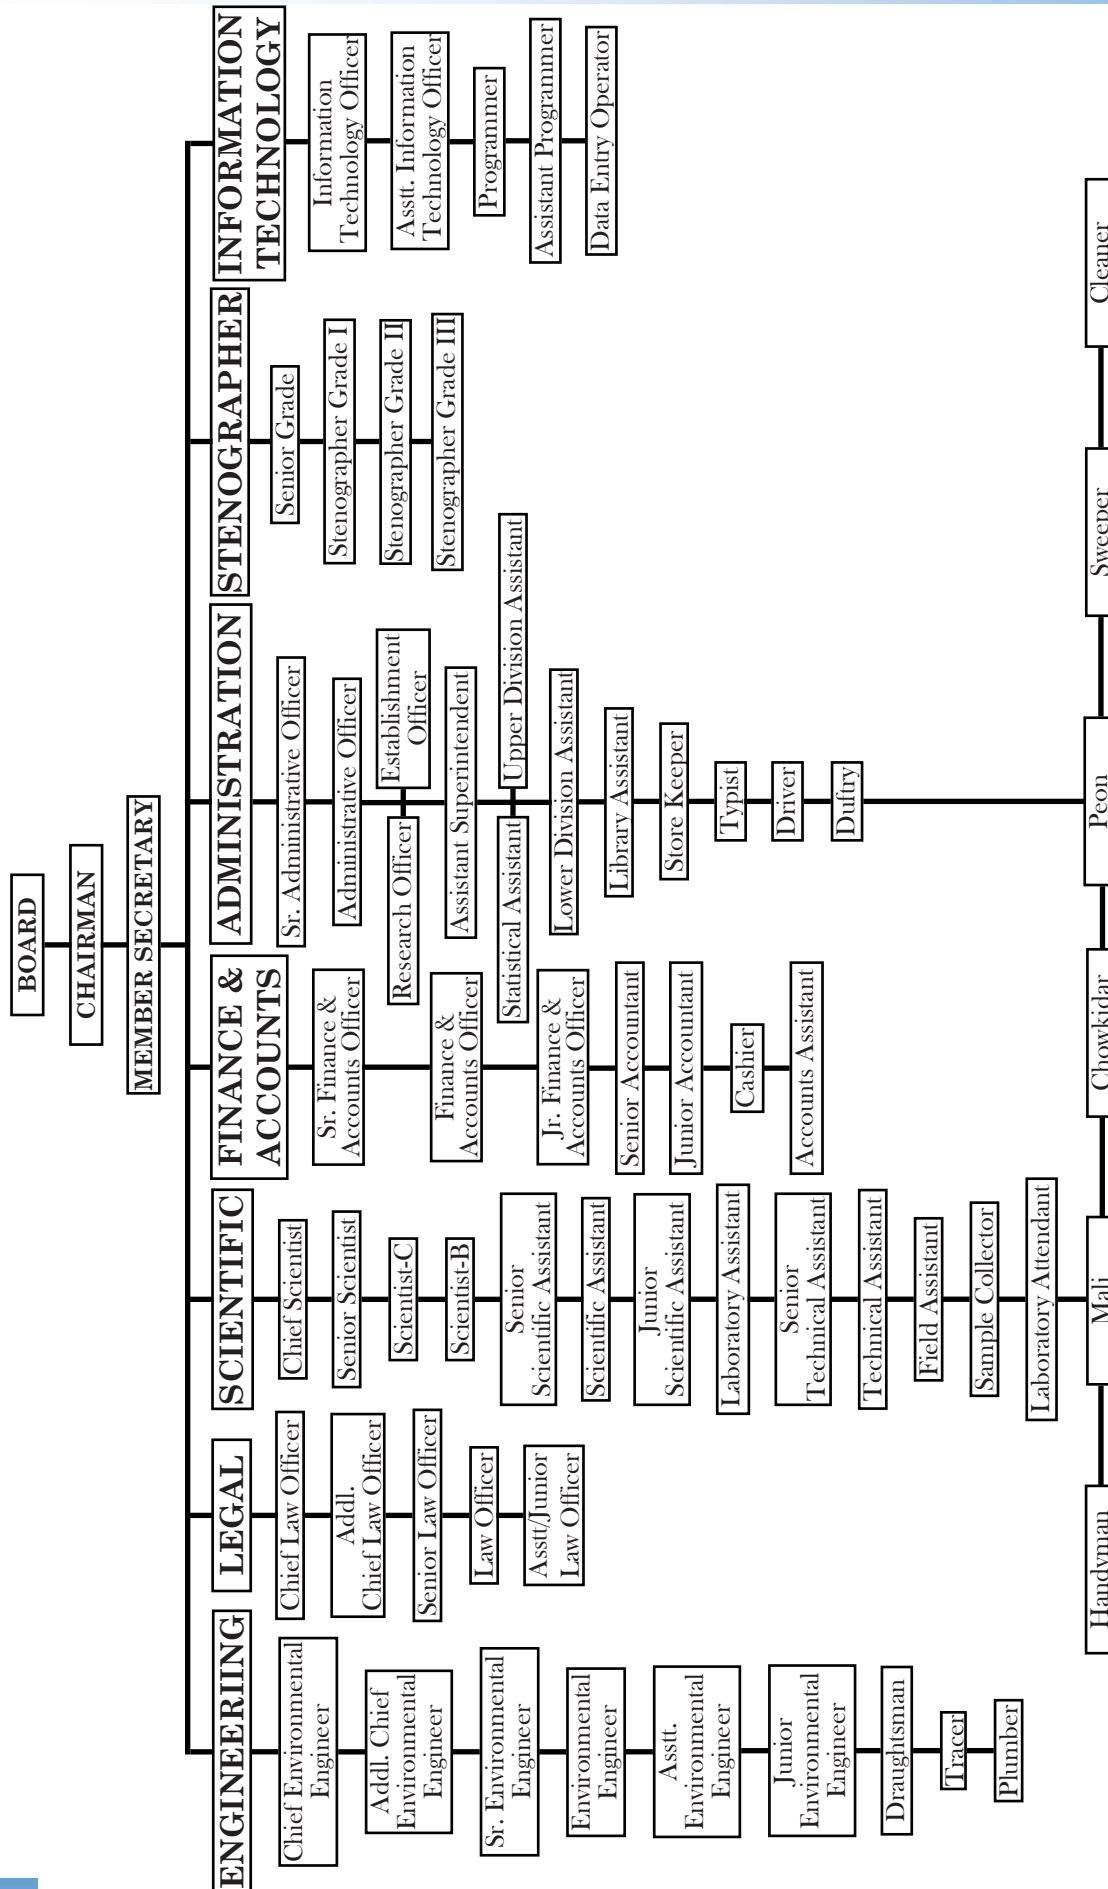 BOARD
CHAIRMAN
MEMBER SECRETARY
ENGINEERIING
Chief Environmental
Engineer
Addl. Chief
Environmental
Engineer
Sr. Environmental
Engineer
Environmental
Engineer
Asstt.
Environmental
Engineer
Junior
Environmental
Engineer
Draughtsman
Tracer
Plumber
LEGAL
Chief Law Officer
Addl.
Chief Law Officer
Senior Law Officer
Law Officer
Asstt/Junior
Law Officer
SCIENTIFIC
Chief Scientist
Senior Scientist
Scientist-C
Scientist-B
Senior
Scientific Assistant
Scientific Assistant
Junior
Scientific Assistant
Laboratory Assistant
Senior
Technical Assistant
Technical Assistant
Field Assistant
Sample Collector
Laboratory Attendant
FINANCE &
ACCOUNTS
Sr. Finance &
Accounts Officer
Finance &
Accounts Officer
Jr. Finance &
Accounts Officer
Senior Accountant
Junior Accountant
Cashier
Accounts Assistant
ADMINISTRATION
Sr. Administrative Officer
Administrative Officer
Research Officer
Establishment
Officer
Assistant Superintendent
Statistical Assistant
Upper Division Assistant
Lower Division Assistant
Library Assistant
Store Keeper
Typist
Driver
Duftry
STENOGRAPHER
Senior Grade
Stenographer Grade I
Stenographer Grade II
Stenographer Grade III
INFORMATION
TECHNOLOGY
Information
Technology Officer
Asstt. Information
Technology Officer
Programmer
Assistant Programmer
Data Entry Operator
Handyman
Mali
Chowkidar
Peon
Sweeper
Cleaner